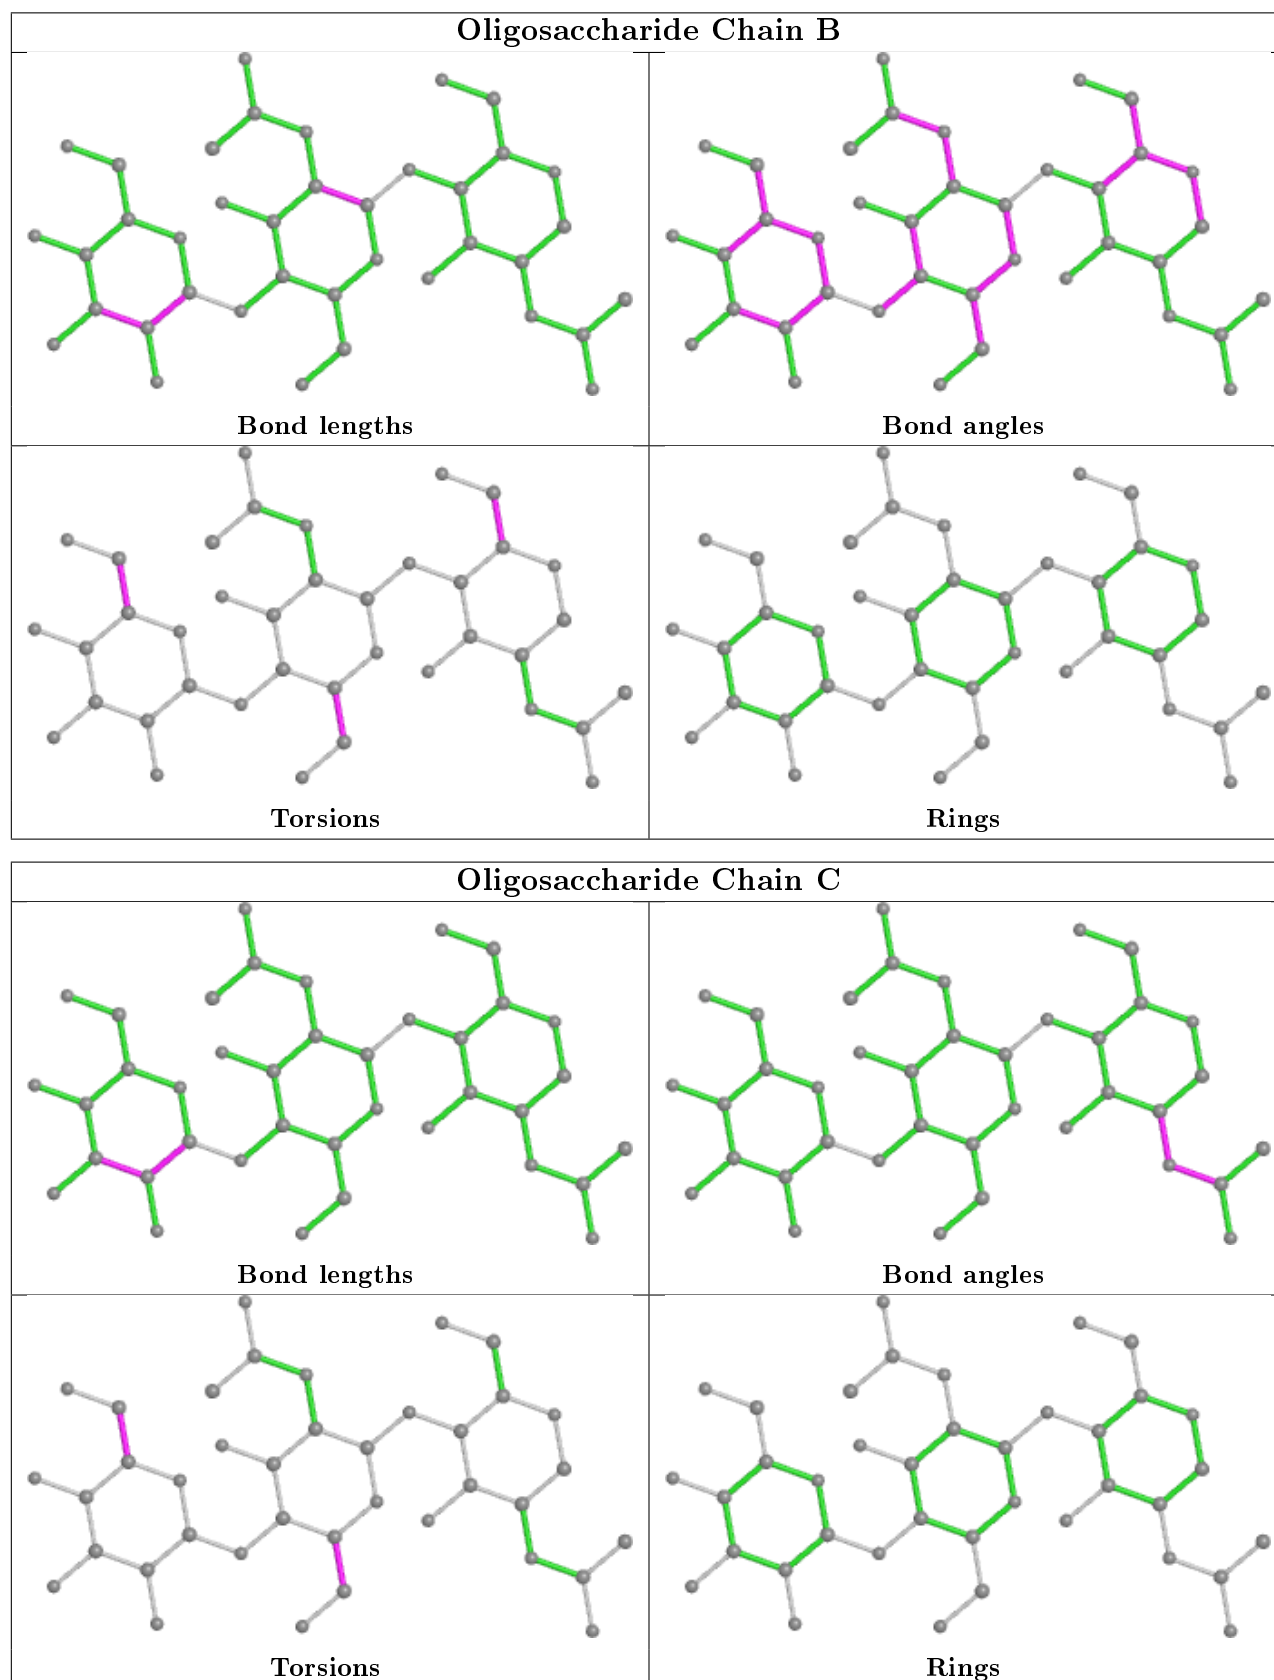 Oligosaccharide Chain B
Bond lengths
Bond angles
Torsions
Rings
Oligosaccharide Chain C
Bond lengths
Bond angles
Torsions
Rings